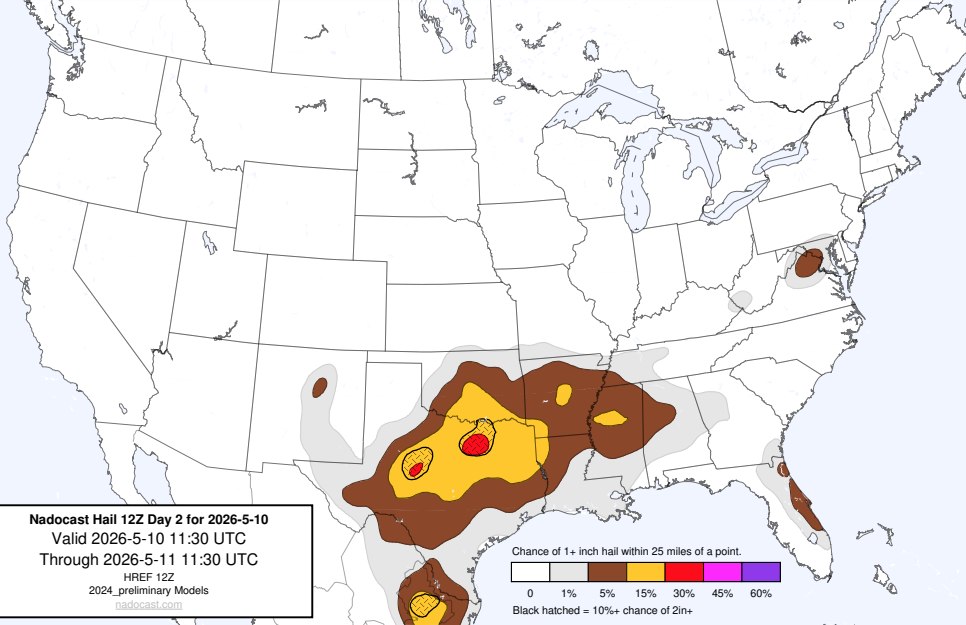 Nadocast Hail 12Z Day 2 for 2026-5-10
Valid 2026-5-10 11:30 UTC
Through 2026-5-11 11:30 UTC
HREF 12Z
2024_preliminary Models
nadocast.com
Chance of 1+ inch hail within 25 miles of a point.
0 1% 5% 15% 30% 45% 60%
Black hatched = 10%+ chance of 2in+